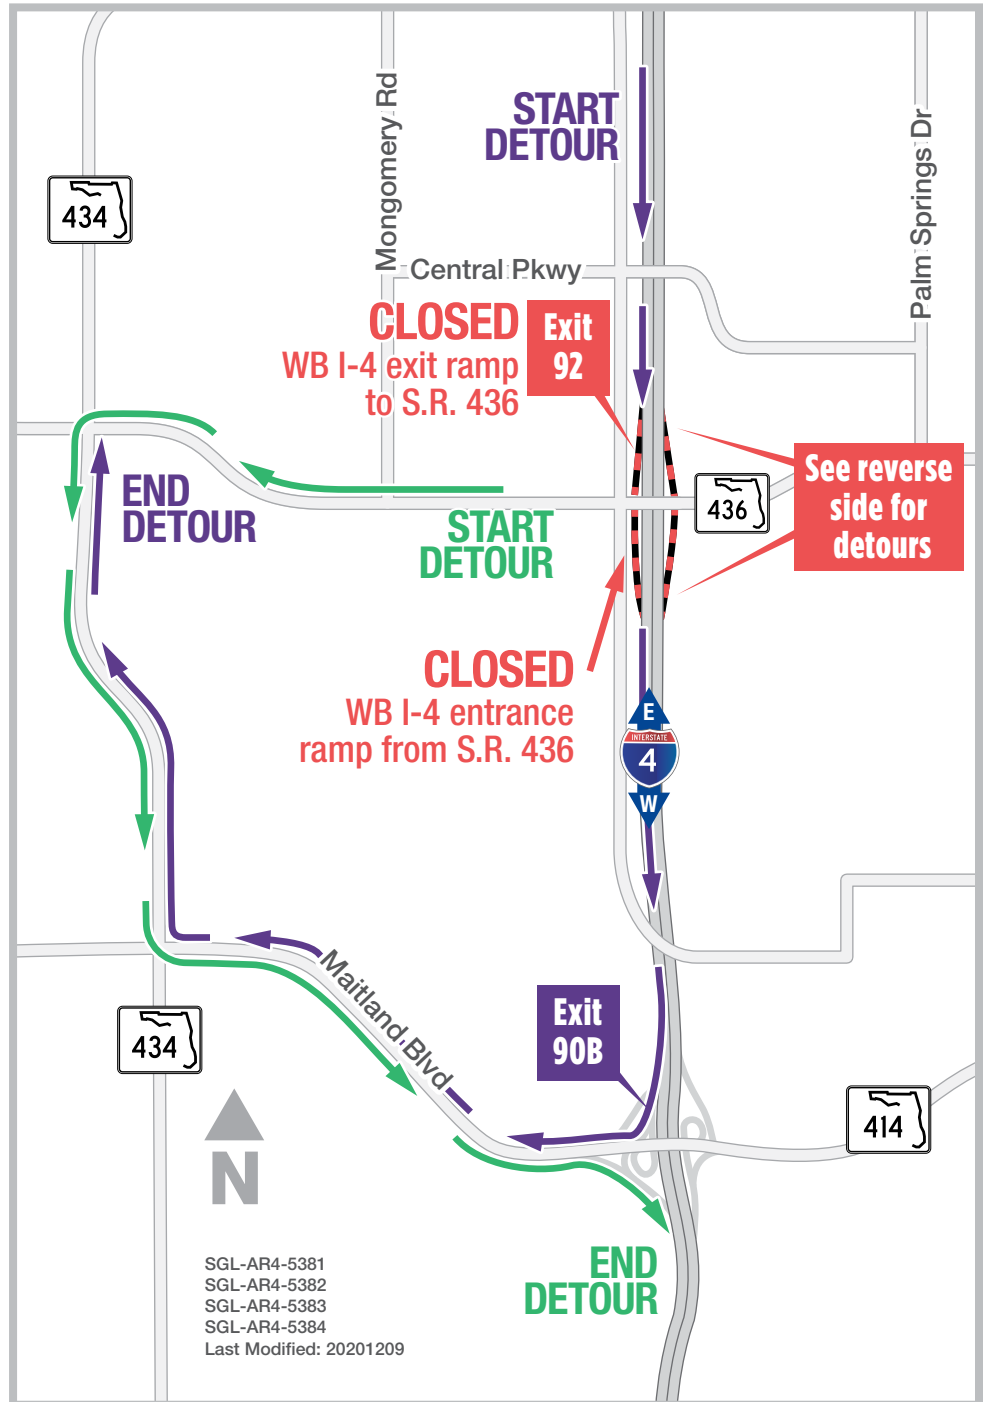 START
DETOUR
Mongomery Rd
Palm Springs Dr
434
Central Pkwy
CLOSED
WB I-4 exit ramp
to S.R. 436
Exit
92
END
DETOUR
START
DETOUR
436
See reverse
side for
detours
CLOSED
WB I-4 entrance
ramp from S.R. 436
E
INTERSTATE
4
W
Maitland Blvd
Exit
90B
434
414
N
END
DETOUR
SGL-AR4-5381
SGL-AR4-5382
SGL-AR4-5383
SGL-AR4-5384
Last Modified: 20201209